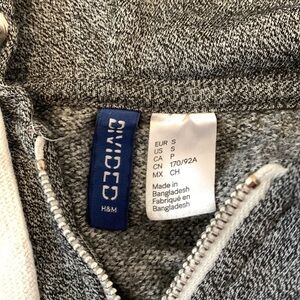 DIVIDED
H&M
EUR S
US S
CA P
CN 170/92A
MX CH
Made in
Bangladesh
Fabriqué en
Bangladesh